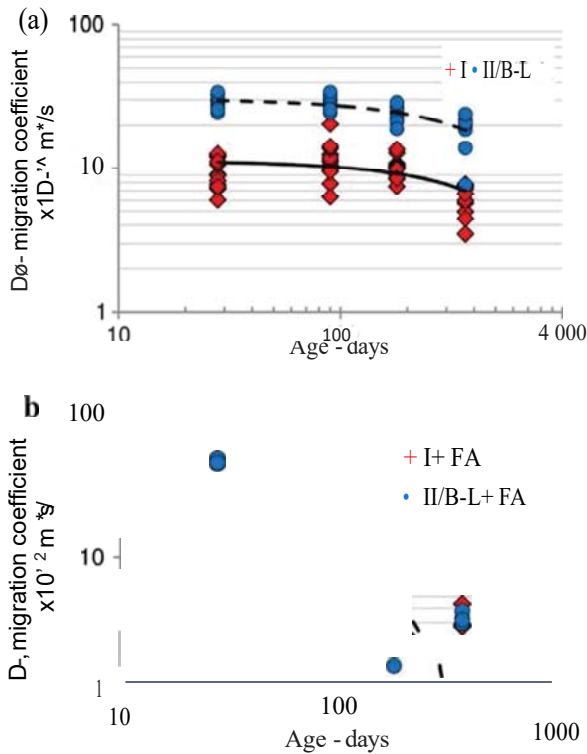 (a)
100
+ I • II/B-L
10
1
10
100
4 000
Age - days
Dø- migration coefficient
x1D-’^ m*/s
b
100
+ I+ FA
• II/B-L+ FA
10
1
10
100
1000
Age - days
D-, migration coefficient
x10’ ² m *s/